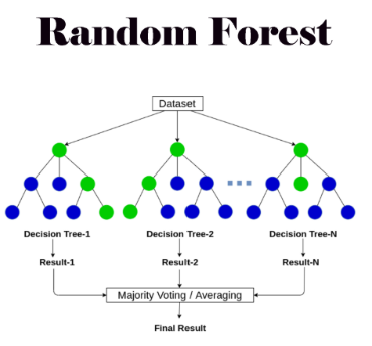 Random Forest
Dataset
Decision Tree-1 Decision Tree-2 Decision Tree-N
Result-1 Result-2 Result-N
Majority Voting / Averaging
Final Result